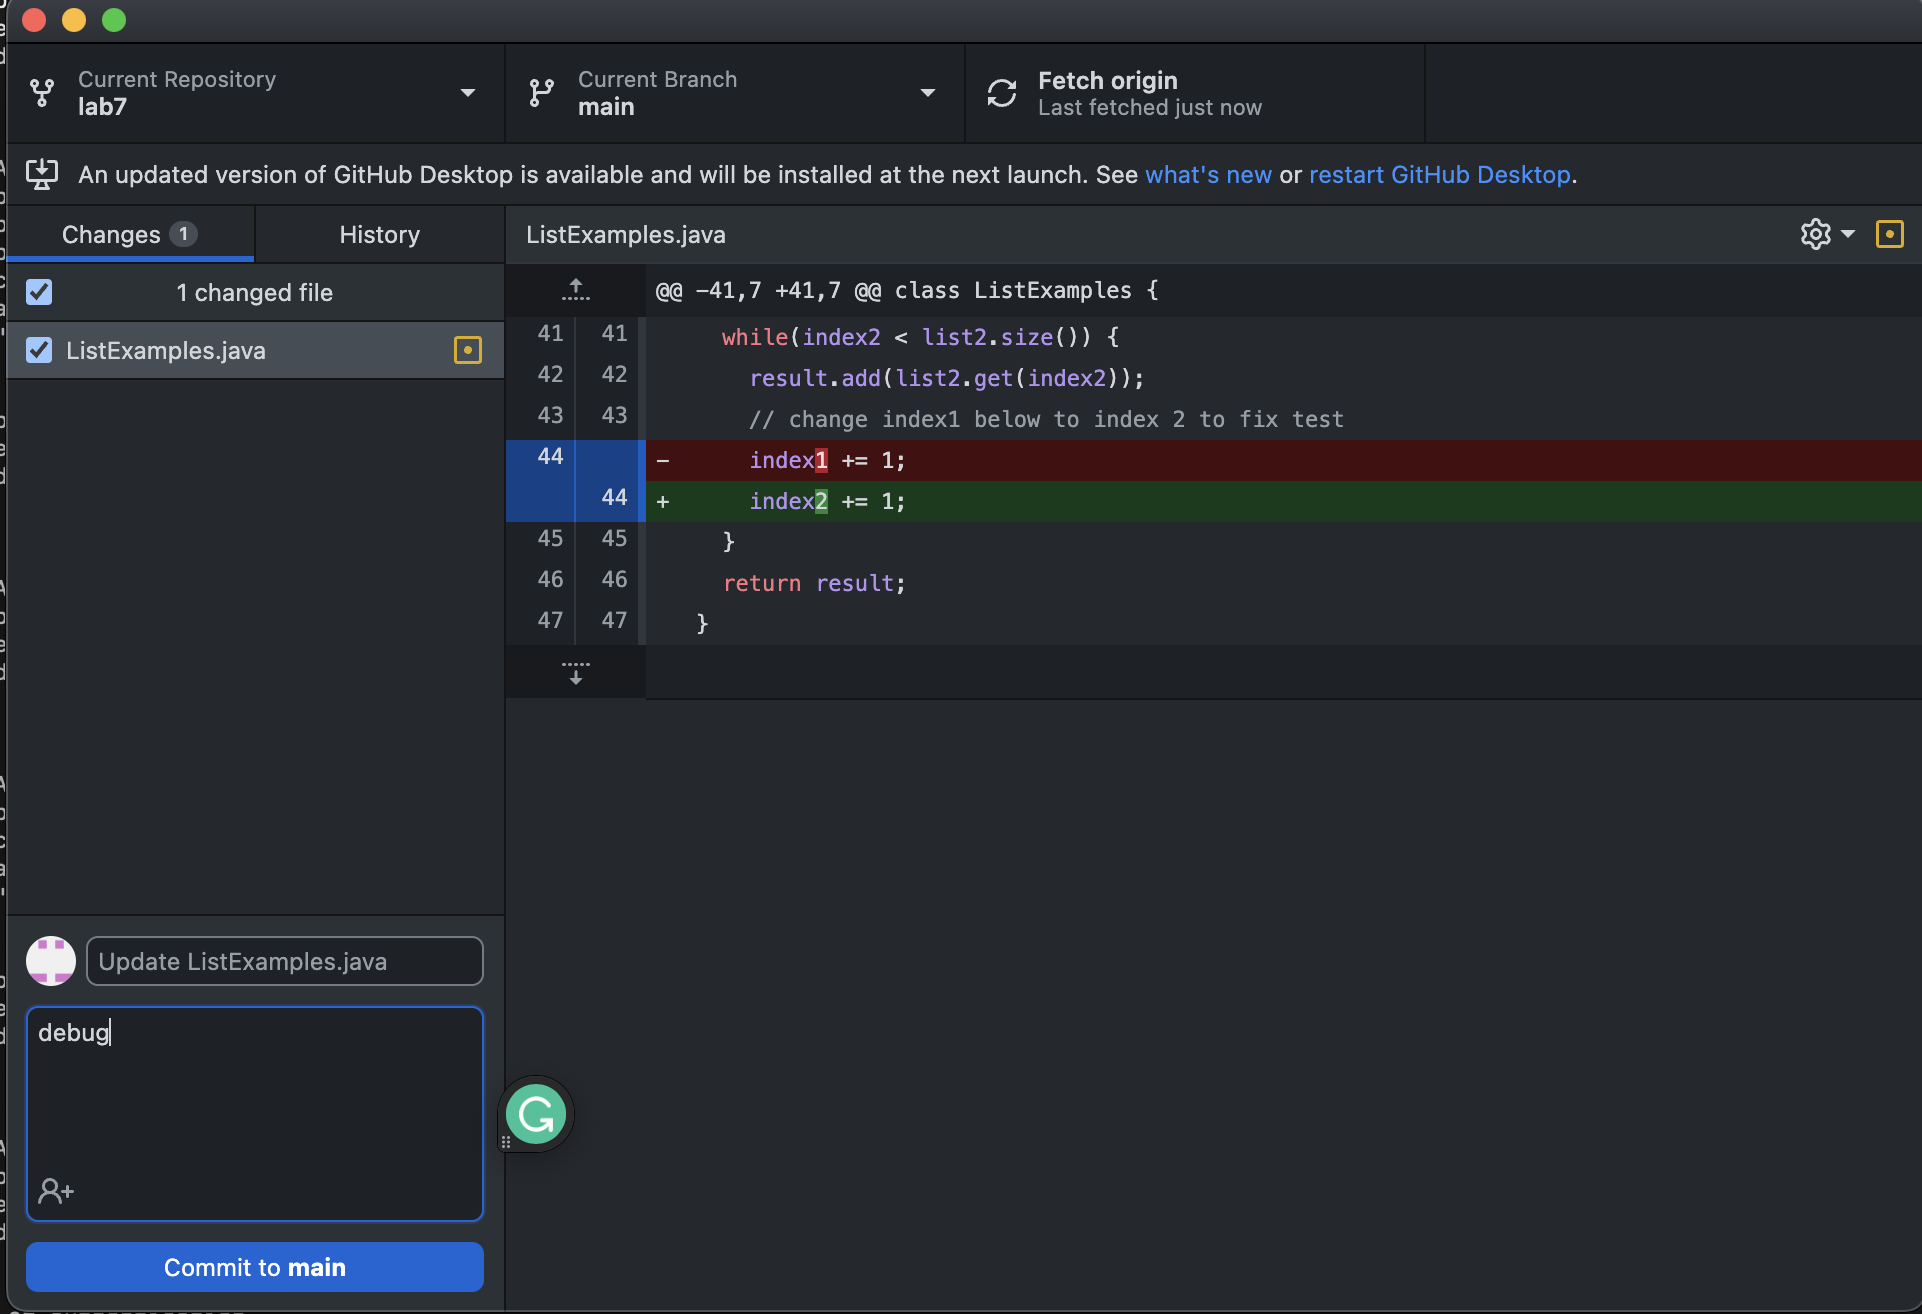 Current Repository
lab7
Current Branch
main
Fetch origin
Last fetched just now
An updated version of GitHub Desktop is available and will be installed at the next launch. See what's new or restart GitHub Desktop.
Changes 1
History
ListExamples.java
1 changed file
ListExamples.java
@@ -41,7 +41,7 @@ class ListExamples {
41 41 while(index2 < list2.size()) {
42 42 result.add(list2.get(index2));
43 43 // change index1 below to index 2 to fix test
44 - index1 += 1;
44 + index2 += 1;
45 45 }
46 46 return result;
47 47 }
Update ListExamples.java
debug
Commit to main